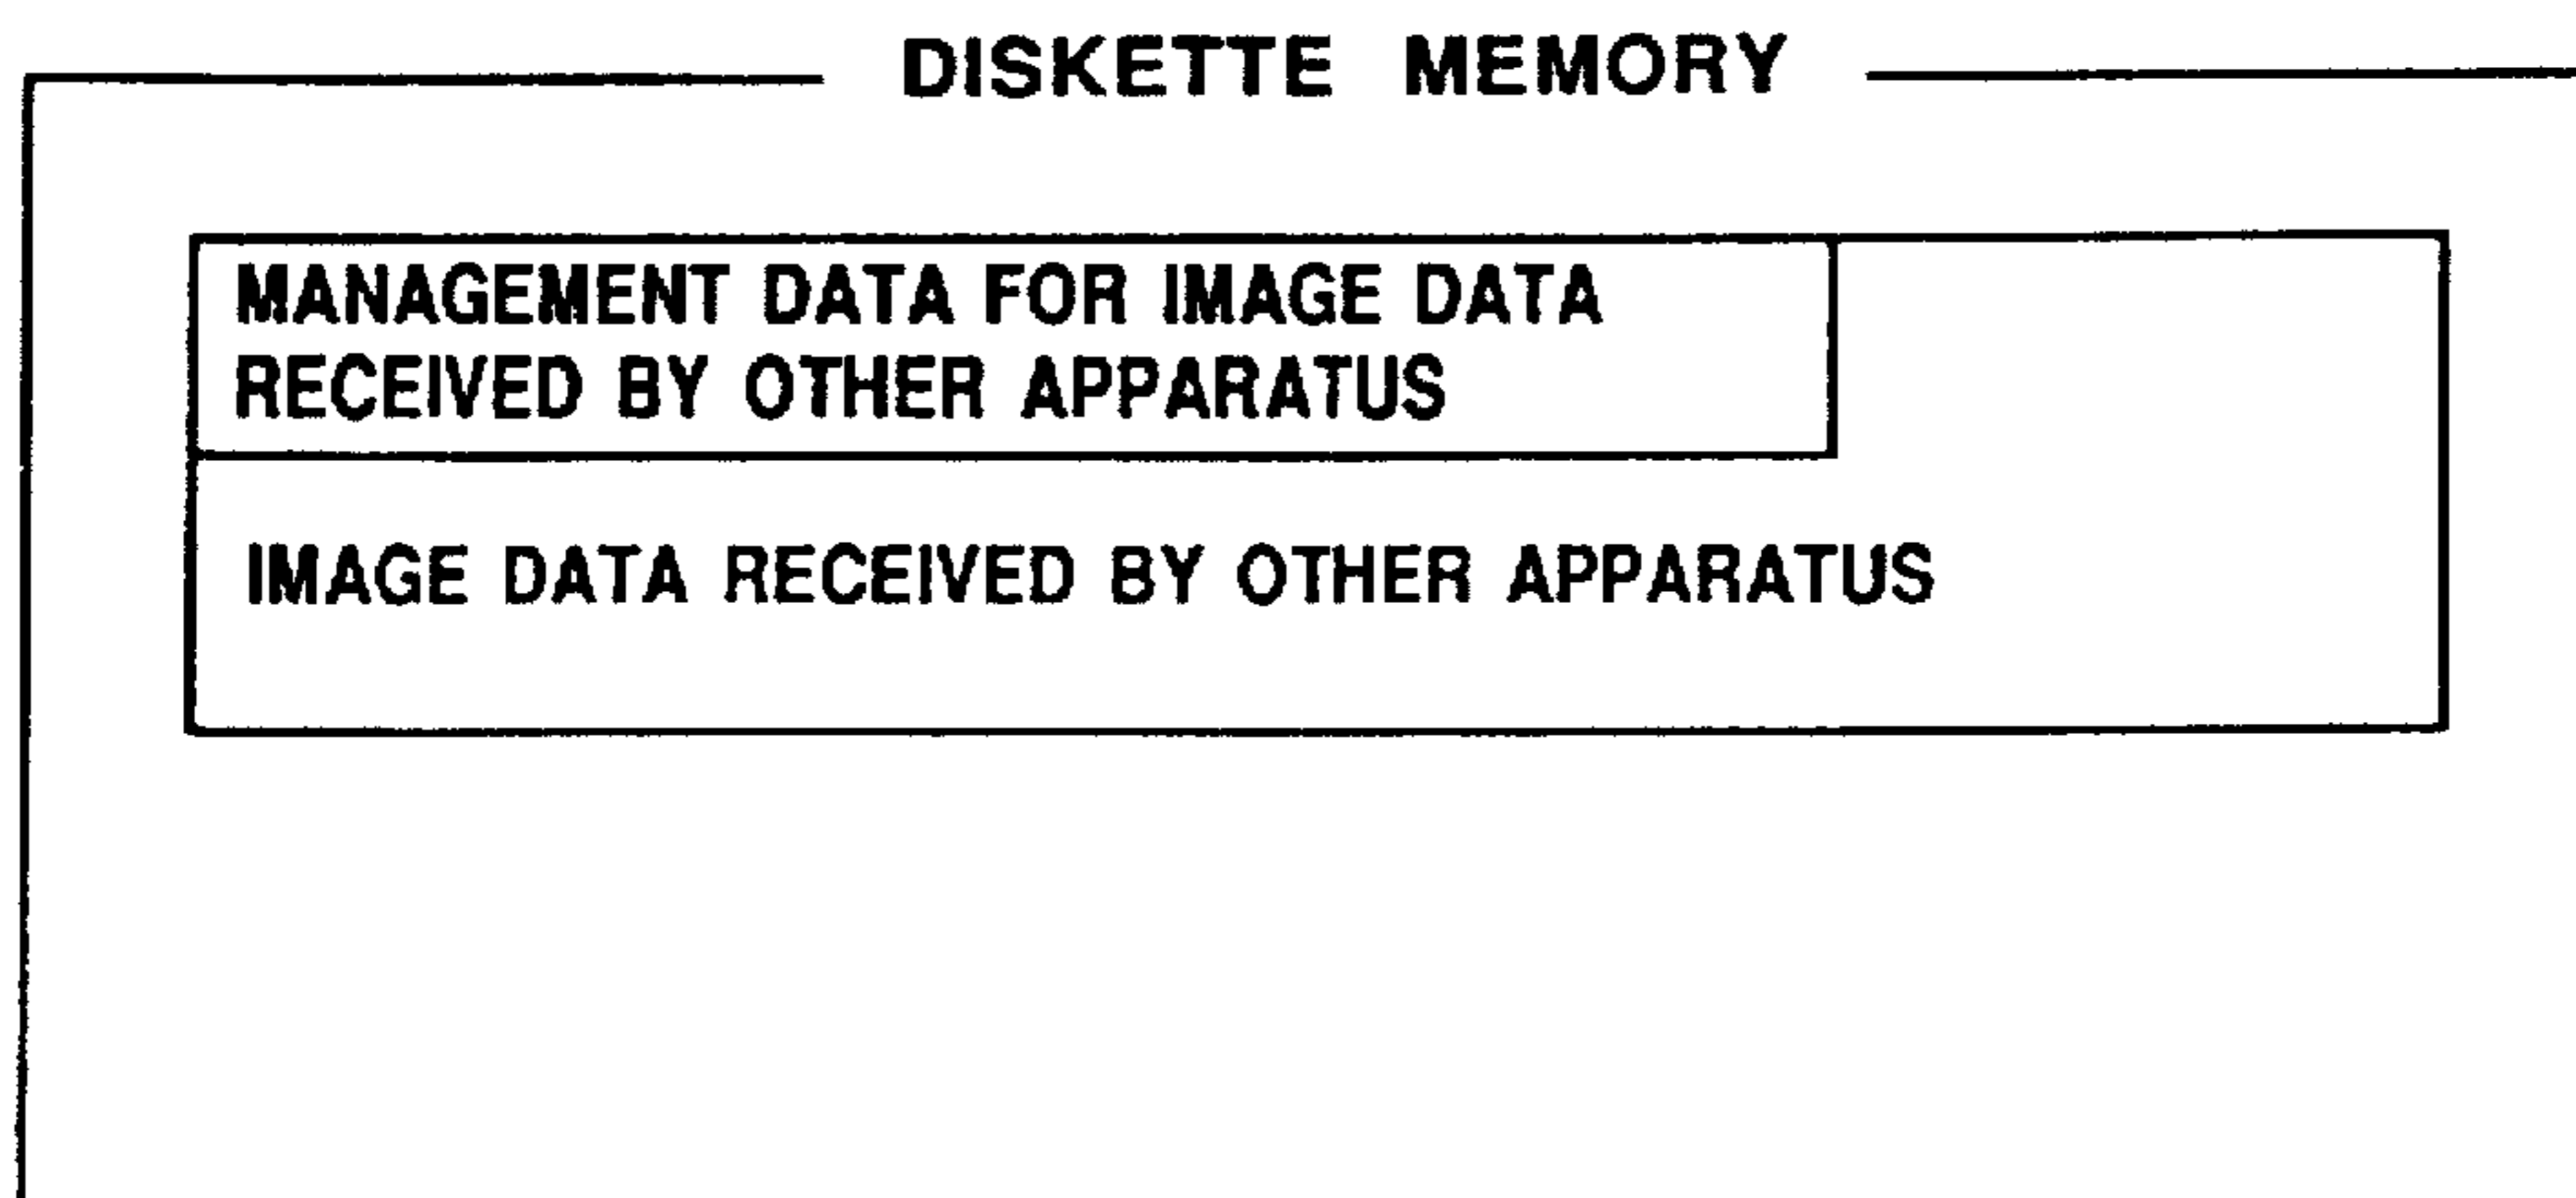 DISKETTE MEMORY
MANAGEMENT DATA FOR IMAGE DATA
RECEIVED BY OTHER APPARATUS
IMAGE DATA RECEIVED BY OTHER APPARATUS